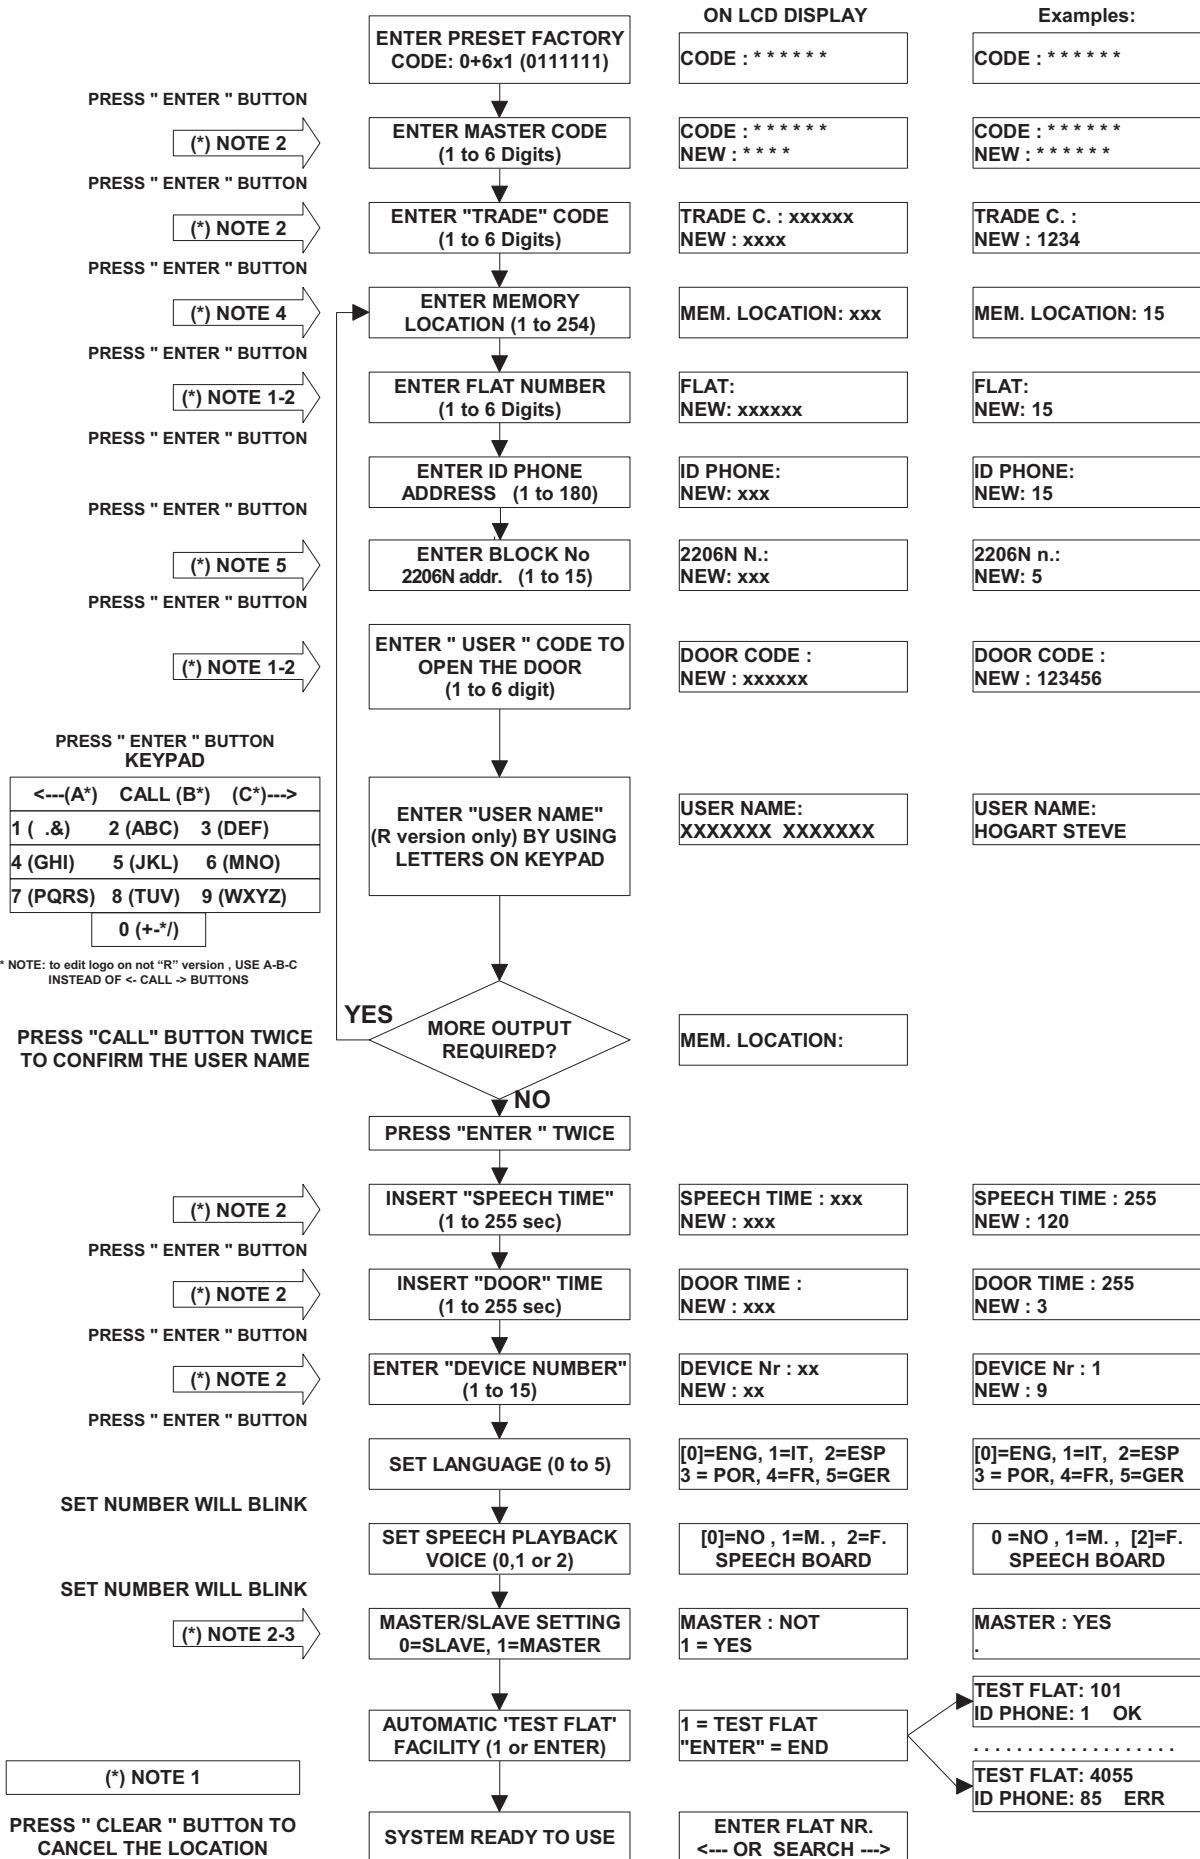 ON LCD DISPLAY
Examples:
ENTER PRESET FACTORY
CODE: 0+6x1 (0111111)
CODE : * * * * * *
CODE : * * * * * *
PRESS " ENTER " BUTTON
(*) NOTE 2
ENTER MASTER CODE
(1 to 6 Digits)
CODE : * * * * * *
NEW : * * * *
CODE : * * * * * *
NEW : * * * * * *
PRESS " ENTER " BUTTON
(*) NOTE 2
ENTER "TRADE" CODE
(1 to 6 Digits)
TRADE C. : xxxxxx
NEW : xxxx
TRADE C. :
NEW : 1234
PRESS " ENTER " BUTTON
(*) NOTE 4
ENTER MEMORY
LOCATION (1 to 254)
MEM. LOCATION: xxx
MEM. LOCATION: 15
PRESS " ENTER " BUTTON
(*) NOTE 1-2
ENTER FLAT NUMBER
(1 to 6 Digits)
FLAT:
NEW: xxxxxx
FLAT:
NEW: 15
PRESS " ENTER " BUTTON
ENTER ID PHONE
ADDRESS (1 to 180)
ID PHONE:
NEW: xxx
ID PHONE:
NEW: 15
PRESS " ENTER " BUTTON
(*) NOTE 5
ENTER BLOCK No
2206N addr. (1 to 15)
2206N N.:
NEW: xxx
2206N n.:
NEW: 5
PRESS " ENTER " BUTTON
(*) NOTE 1-2
ENTER " USER " CODE TO
OPEN THE DOOR
(1 to 6 digit)
DOOR CODE :
NEW : xxxxxx
DOOR CODE :
NEW : 123456
PRESS " ENTER " BUTTON
KEYPAD
<---(A*) CALL (B*) (C*)--->
1 ( .&) 2 (ABC) 3 (DEF)
4 (GHI) 5 (JKL) 6 (MNO)
7 (PQRS) 8 (TUV) 9 (WXYZ)
0 (+-*/)
* NOTE: to edit logo on not “R” version , USE A-B-C
INSTEAD OF <- CALL -> BUTTONS
ENTER "USER NAME"
(R version only) BY USING
LETTERS ON KEYPAD
USER NAME:
XXXXXXX XXXXXXX
USER NAME:
HOGART STEVE
PRESS "CALL" BUTTON TWICE
TO CONFIRM THE USER NAME
YES
MORE OUTPUT
REQUIRED?
MEM. LOCATION:
NO
PRESS "ENTER " TWICE
(*) NOTE 2
INSERT "SPEECH TIME"
(1 to 255 sec)
SPEECH TIME : xxx
NEW : xxx
SPEECH TIME : 255
NEW : 120
PRESS " ENTER " BUTTON
(*) NOTE 2
INSERT "DOOR" TIME
(1 to 255 sec)
DOOR TIME :
NEW : xxx
DOOR TIME : 255
NEW : 3
PRESS " ENTER " BUTTON
(*) NOTE 2
ENTER "DEVICE NUMBER"
(1 to 15)
DEVICE Nr : xx
NEW : xx
DEVICE Nr : 1
NEW : 9
PRESS " ENTER " BUTTON
SET LANGUAGE (0 to 5)
[0]=ENG, 1=IT, 2=ESP
3 = POR, 4=FR, 5=GER
[0]=ENG, 1=IT, 2=ESP
3 = POR, 4=FR, 5=GER
SET NUMBER WILL BLINK
SET SPEECH PLAYBACK
VOICE (0,1 or 2)
[0]=NO , 1=M. , 2=F.
SPEECH BOARD
0 =NO , 1=M. , [2]=F.
SPEECH BOARD
SET NUMBER WILL BLINK
(*) NOTE 2-3
MASTER/SLAVE SETTING
0=SLAVE, 1=MASTER
MASTER : NOT
1 = YES
MASTER : YES
.
AUTOMATIC 'TEST FLAT'
FACILITY (1 or ENTER)
1 = TEST FLAT
"ENTER" = END
TEST FLAT: 101
ID PHONE: 1 OK
. . . . . . . . . . . . . . . . . . .
TEST FLAT: 4055
ID PHONE: 85 ERR
(*) NOTE 1
PRESS " CLEAR " BUTTON TO
CANCEL THE LOCATION
SYSTEM READY TO USE
ENTER FLAT NR.
<--- OR SEARCH --->